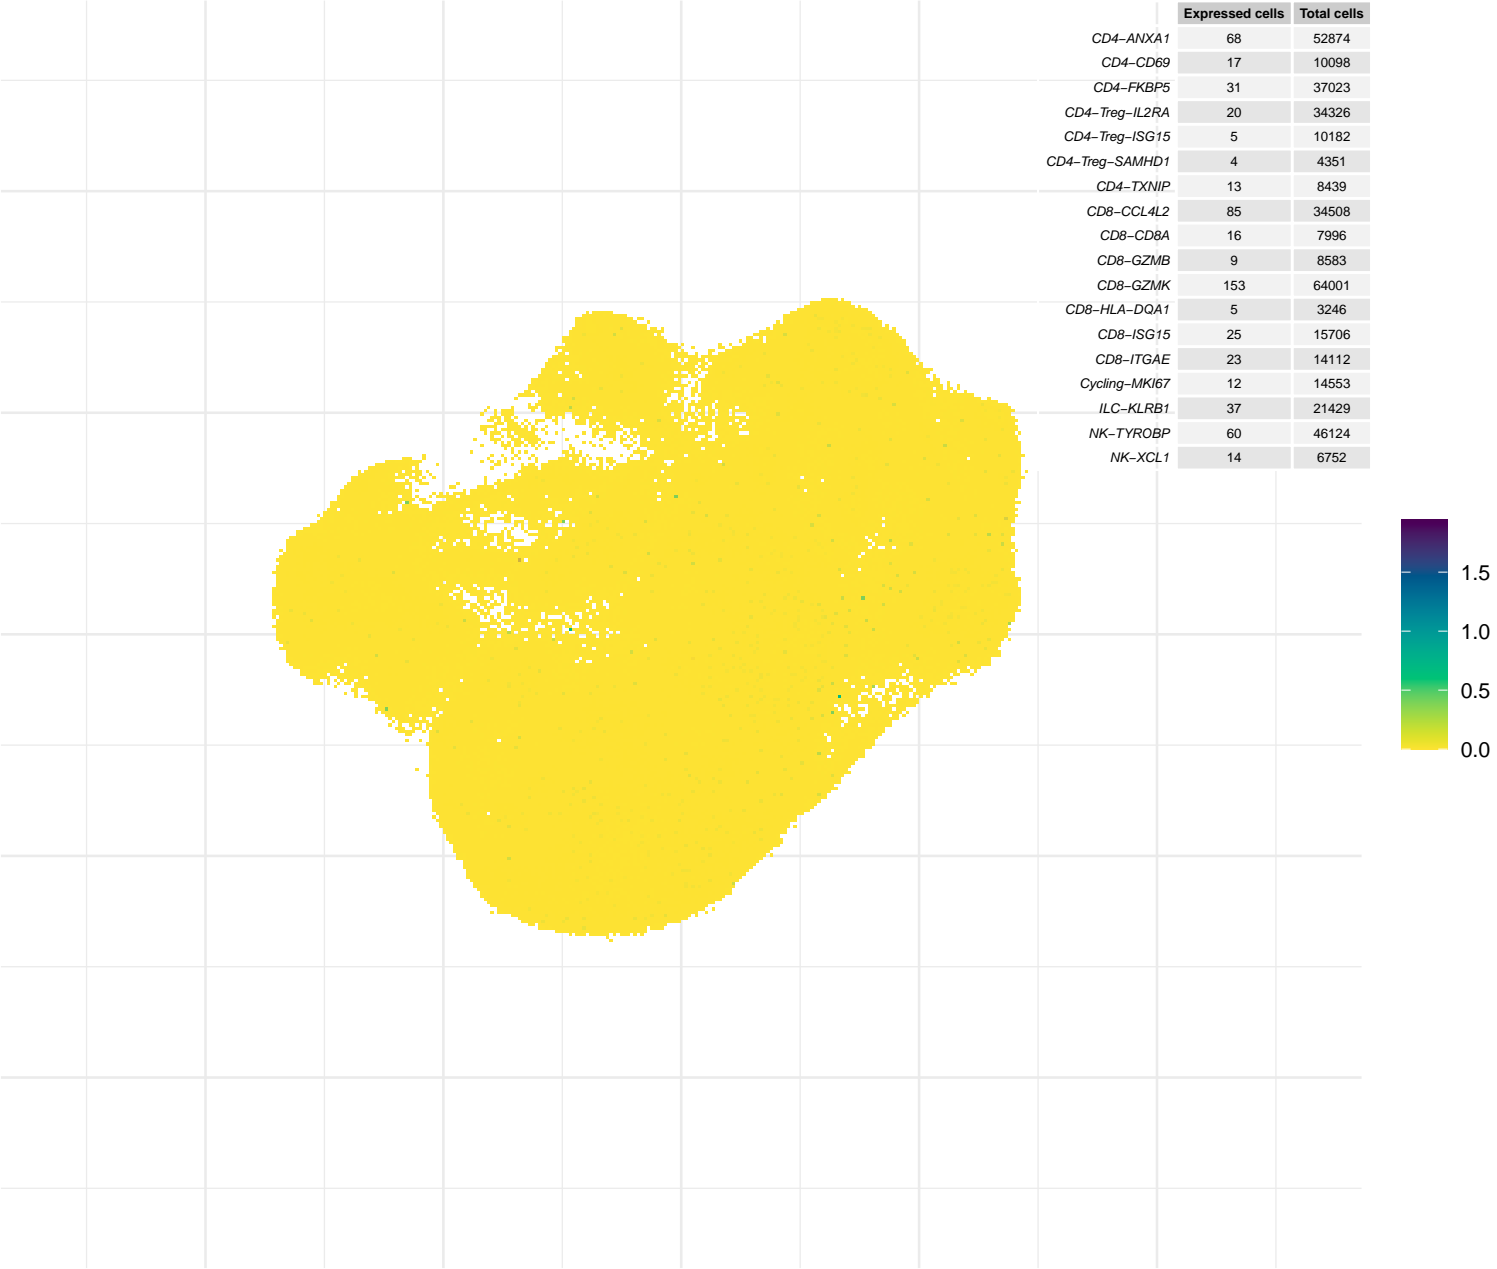 Expressed cells Total cells
CD4−ANXA1 68 52874
CD4−CD69 17 10098
CD4−FKBP5 31 37023
CD4−Treg−IL2RA 20 34326
CD4−Treg−ISG15 5 10182
CD4−Treg−SAMHD1 4 4351
CD4−TXNIP 13 8439
CD8−CCL4L2 85 34508
CD8−CD8A 16 7996
CD8−GZMB 9 8583
CD8−GZMK 153 64001
CD8−HLA−DQA1 5 3246
CD8−ISG15 25 15706
CD8−ITGAE 23 14112
Cycling−MKI67 12 14553
ILC−KLRB1 37 21429
NK−TYROBP 60 46124
NK−XCL1 14 6752
1.5
1.0
0.5
0.0